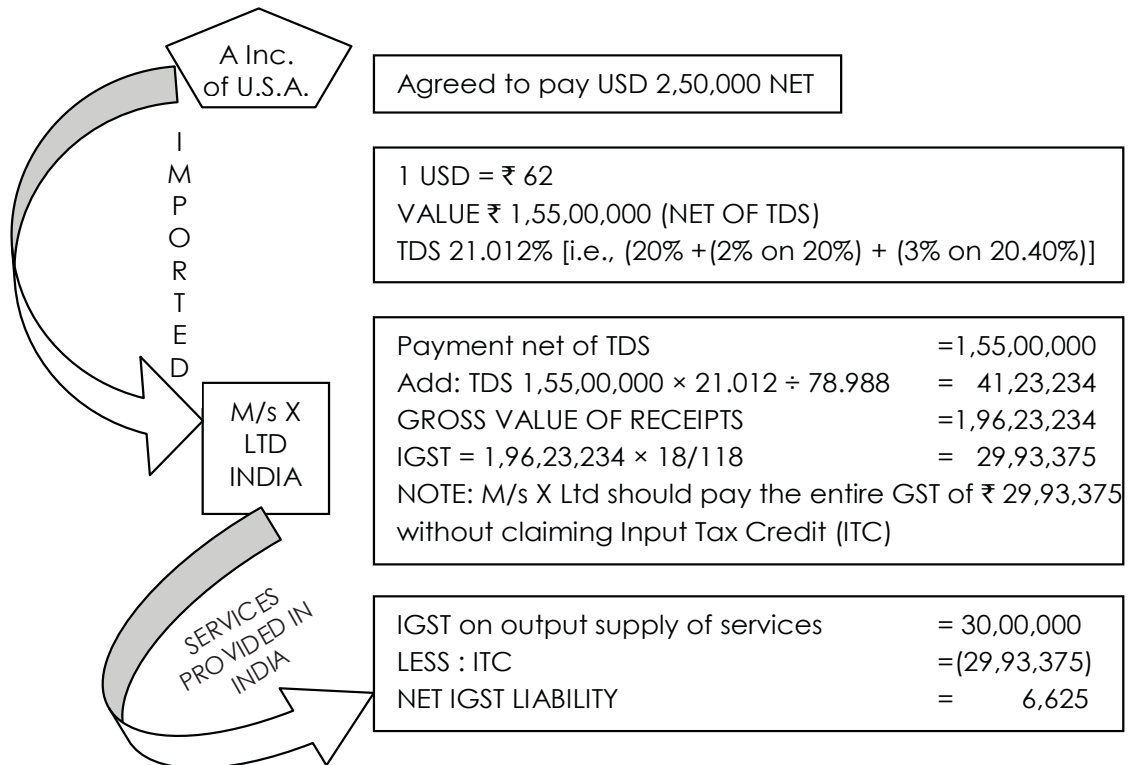 A Inc.
of U.S.A.
Agreed to pay USD 2,50,000 NET
I
M
P
O
R
T
E
D
1 USD = ₹ 62
VALUE ₹ 1,55,00,000 (NET OF TDS)
TDS 21.012% [i.e., (20% +(2% on 20%) + (3% on 20.40%)]
M/s X
LTD
INDIA
Payment net of TDS =1,55,00,000
Add: TDS 1,55,00,000 × 21.012 ÷ 78.988 = 41,23,234
GROSS VALUE OF RECEIPTS =1,96,23,234
IGST = 1,96,23,234 × 18/118 = 29,93,375
NOTE: M/s X Ltd should pay the entire GST of ₹ 29,93,375
without claiming Input Tax Credit (ITC)
SERVICES
PROVIDED IN
INDIA
IGST on output supply of services = 30,00,000
LESS : ITC =(29,93,375)
NET IGST LIABILITY = 6,625